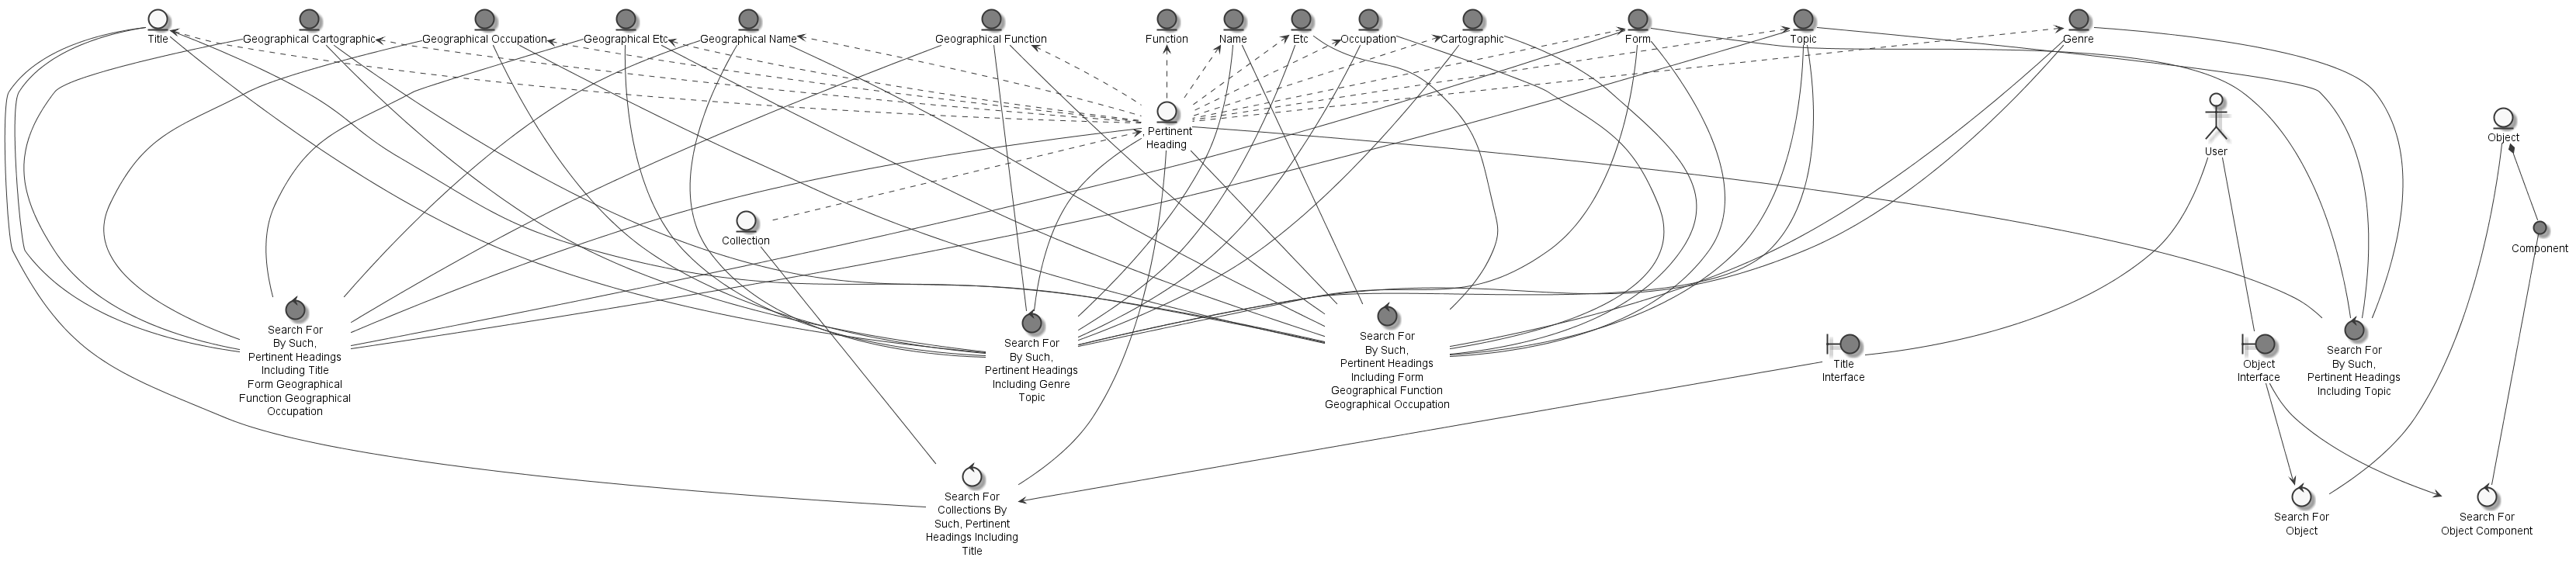 Title
Geographical Cartographic
Geographical Occupation
Geographical Etc
Geographical Name
Geographical Function
Function
Name
Etc
Occupation
Cartographic
Form
Topic
Genre
Pertinent
Heading
User
Object
Collection
Component
Search For
By Such,
Pertinent Headings
Including Title
Form Geographical
Function Geographical
Occupation
Search For
By Such,
Pertinent Headings
Including Genre
Topic
Search For
By Such,
Pertinent Headings
Including Form
Geographical Function
Geographical Occupation
Title
Interface
Object
Interface
Search For
By Such,
Pertinent Headings
Including Topic
Search For
Collections By
Such, Pertinent
Headings Including
Title
Search For
Object
Search For
Object Component